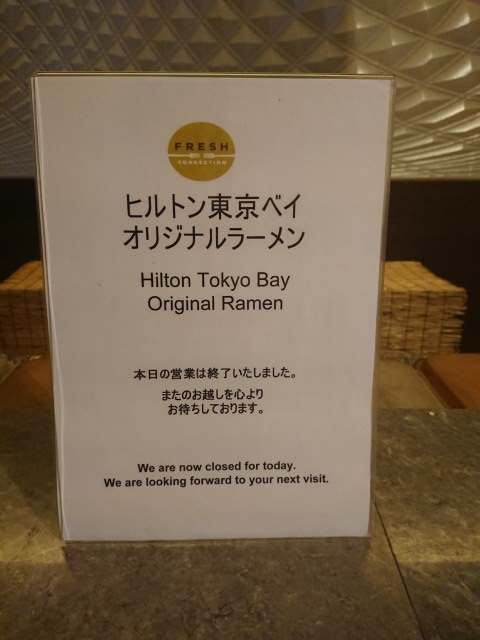 FRESH
CONNECTION
ヒルトン東京ベイ
オリジナルラーメン
Hilton Tokyo Bay
Original Ramen
本日の営業は終了いたしました。
またのお越しを心より
お待ちしております。
We are now closed for today.
We are looking forward to your next visit.